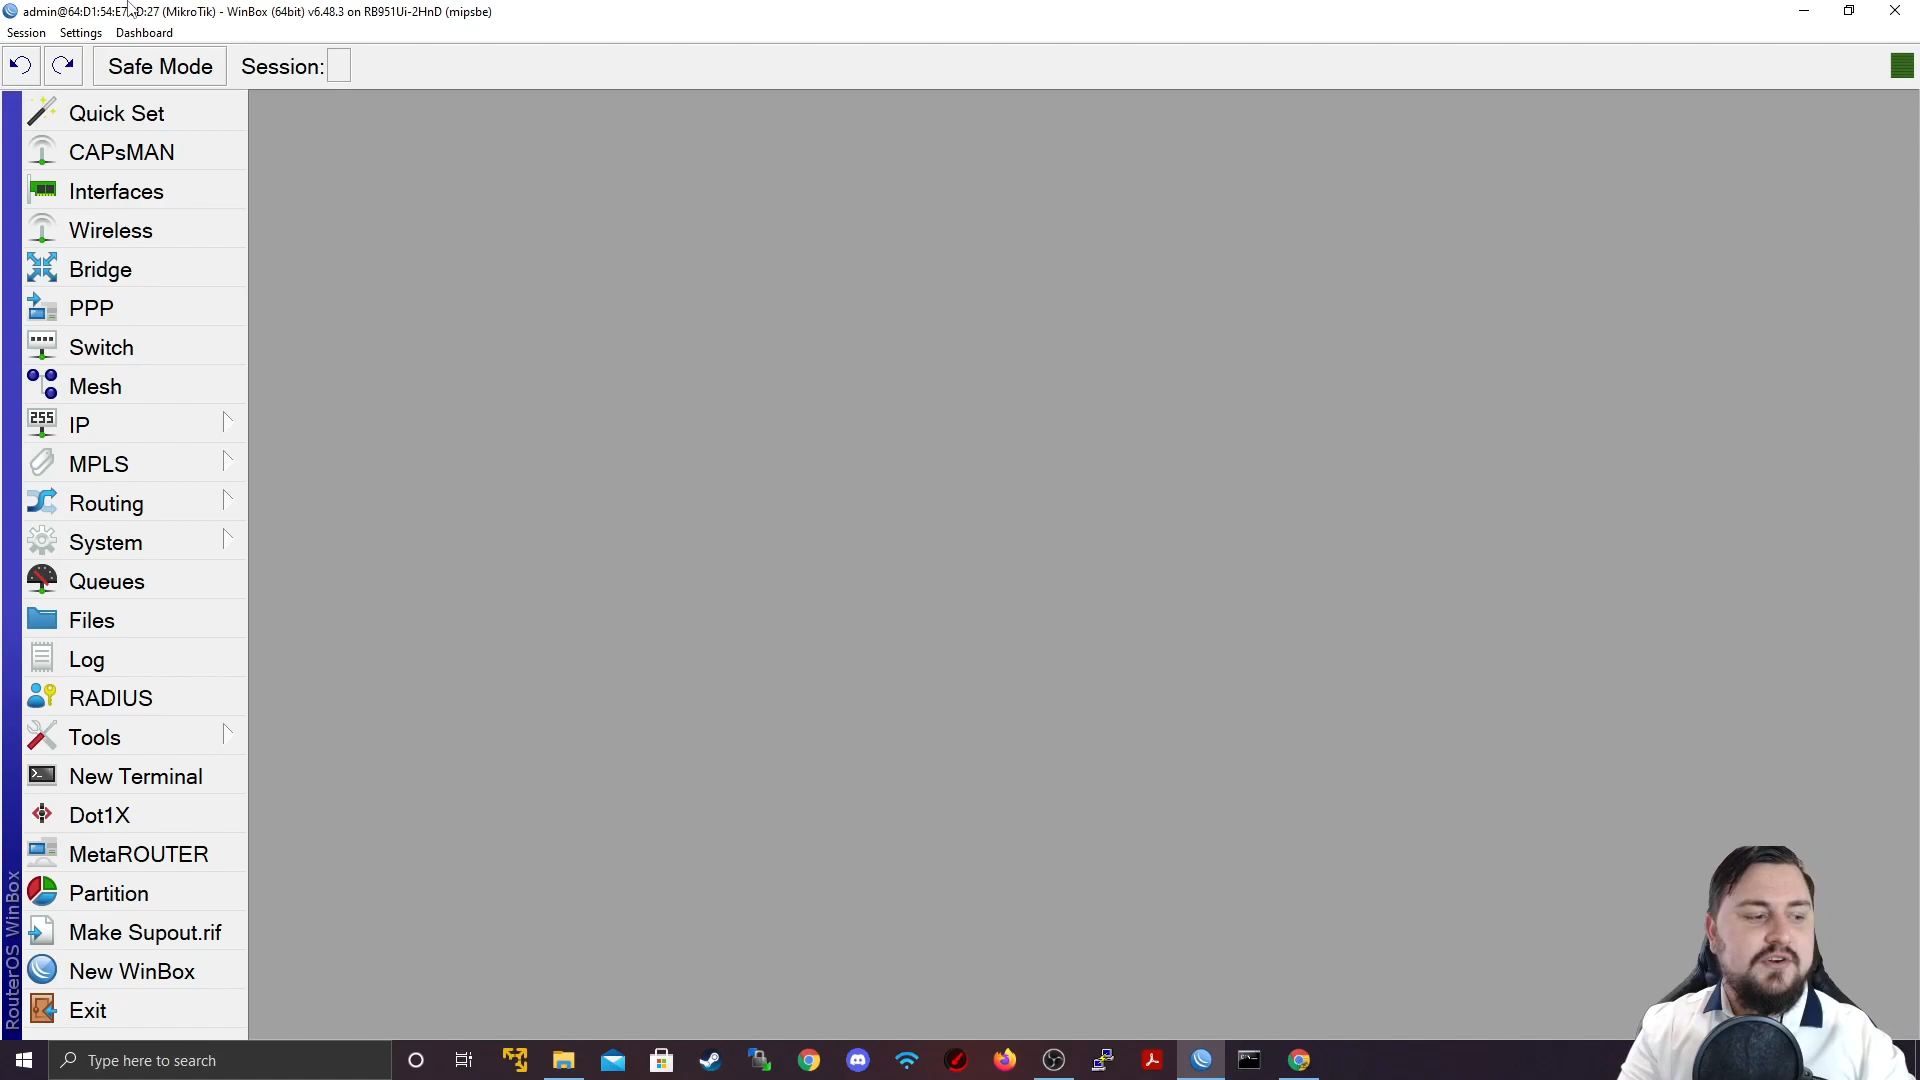 admin@64:D1:54:E7 D:27 (MikroTik) - WinBox (64bit) v6.48.3 on RB951Ui-2HnD (mipsbe)
Session Settings Dashboard
Safe Mode Session:
Quick Set
CAPsMAN
Interfaces
Wireless
Bridge
PPP
Switch
Mesh
255 IP
MPLS
Routing
System
Queues
Files
Log
RADIUS
Tools
New Terminal
Dot1X
MetaROUTER
Partition
Make Supout.rif
New WinBox
Exit
RouterOS WinBox
Type here to search